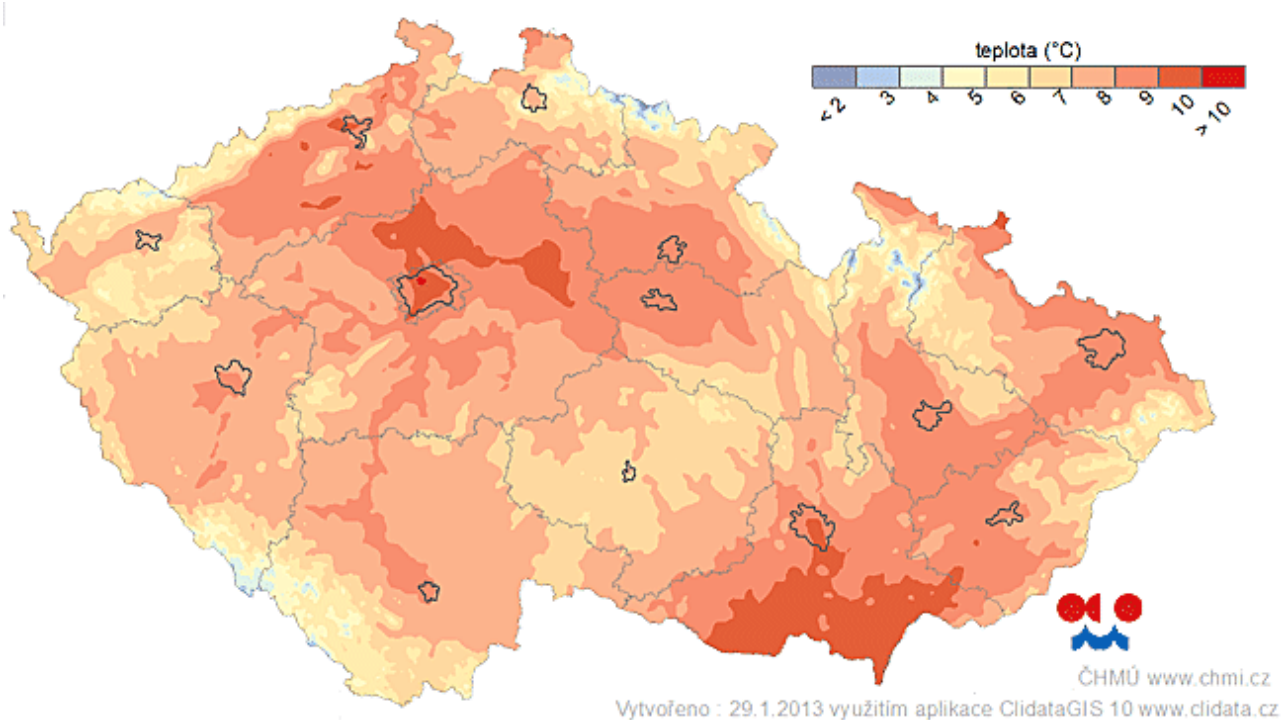 teplota (°C)
< 2 3 4 5 6 7 8 9 10 > 10
ČHMÚ www.chmi.cz
Vytvořeno : 29.1.2013 využitím aplikace ClidataGIS 10 www.clidata.cz